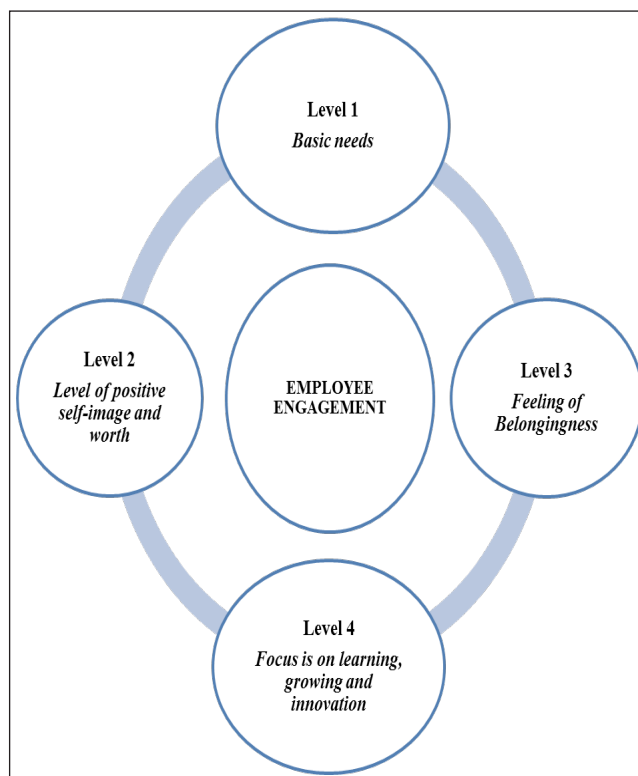 Level 1
Basic needs
Level 2
Level of positive
self-image and
worth
EMPLOYEE
ENGAGEMENT
Level 3
Feeling of
Belongingness
Level 4
Focus is on learning,
growing and
innovation